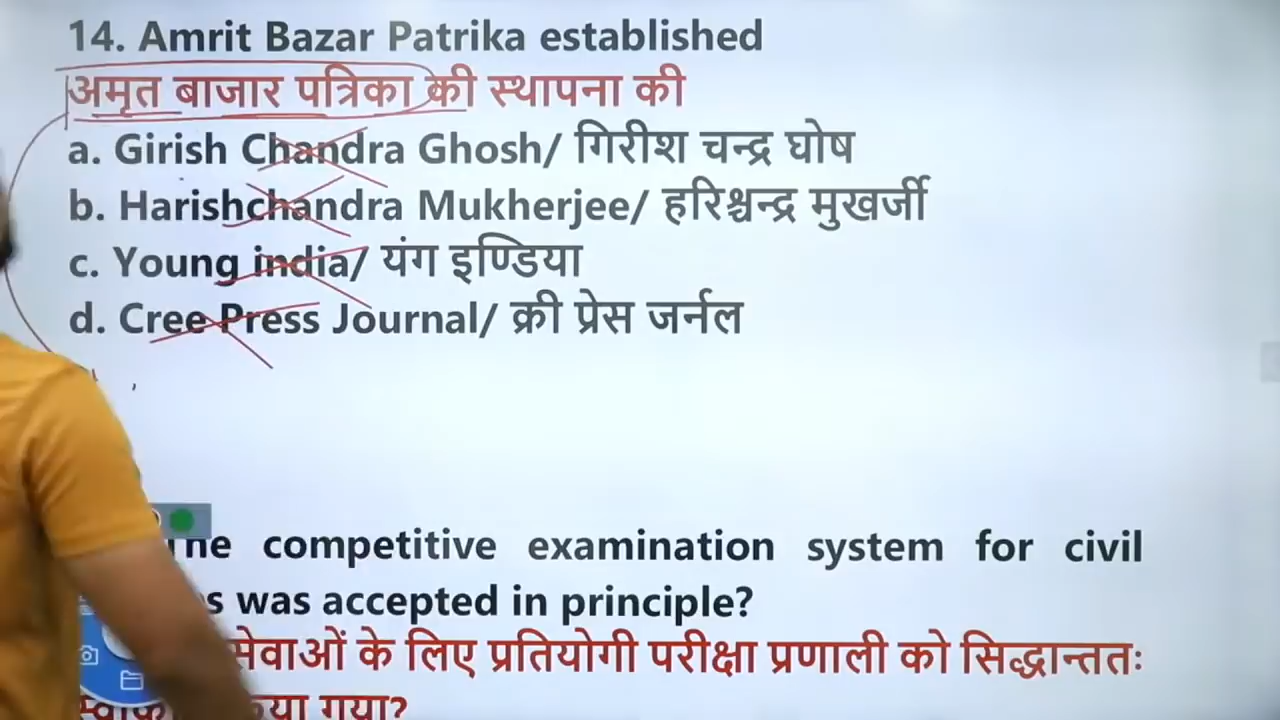 14. Amrit Bazar Patrika established
अमृत बाजार पत्रिका की स्थापना की
a. Girish Chandra Ghosh/ गिरीश चन्द्र घोष
b. Harishchandra Mukherjee/ हरिश्चन्द्र मुखर्जी
c. Young india/ यंग इण्डिया
d. Cree Press Journal/ क्री प्रेस जर्नल
The competitive examination system for civil
was accepted in principle?
सेवाओं के लिए प्रतियोगी परीक्षा प्रणाली को सिद्धान्ततः
गया?